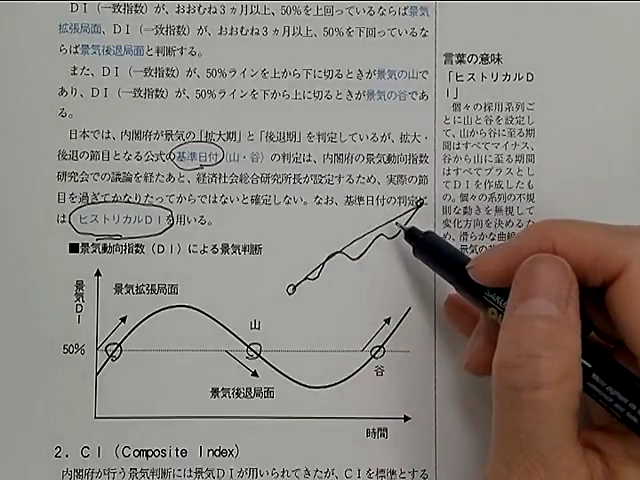 DI(一致指数)が、おおむね3ヵ月以上、50%を上回っているならば景気
拡張局面、DI(一致指数)が、おおむね3ヵ月以上、50%を下回っているな
らば景気後退局面と判断する。
また、DI(一致指数)が、50%ラインを上から下に切るときが景気の山で
あり、DI(一致指数)が、50%ラインを下から上に切るときが景気の谷であ
る。
日本では、内閣府が景気の「拡大期」と「後退期」を判定しているが、拡大・
後退の節目となる公式の基準日付(山・谷)の判定は、内閣府の景気動向指数
研究会での議論を経たあと、経済社会総合研究所長が設定するため、実際の節
目を過ぎてかなりたってからではないと確定しない。なお、基準日付の判定に
は、ヒストリカルDIを用いる。
■景気動向指数(DI)による景気判断
景気DI
景気拡張局面
山
50%
谷
景気後退局面
時間
2.CI(Composite Index)
内閣府が行う景気判断には景気DIが用いられてきたが、CIを標準とする
言葉の意味
「ヒストリカルD
I」
個々の採用系列ご
とに山と谷を設定し
て、山から谷に至る期
間はすべてマイナス、
谷から山に至る期間
はすべてプラスとし
てDIを作成したも
の。個々の系列の不規
則な動きを無視して
変化方向を決めるた
め、滑らかな曲線